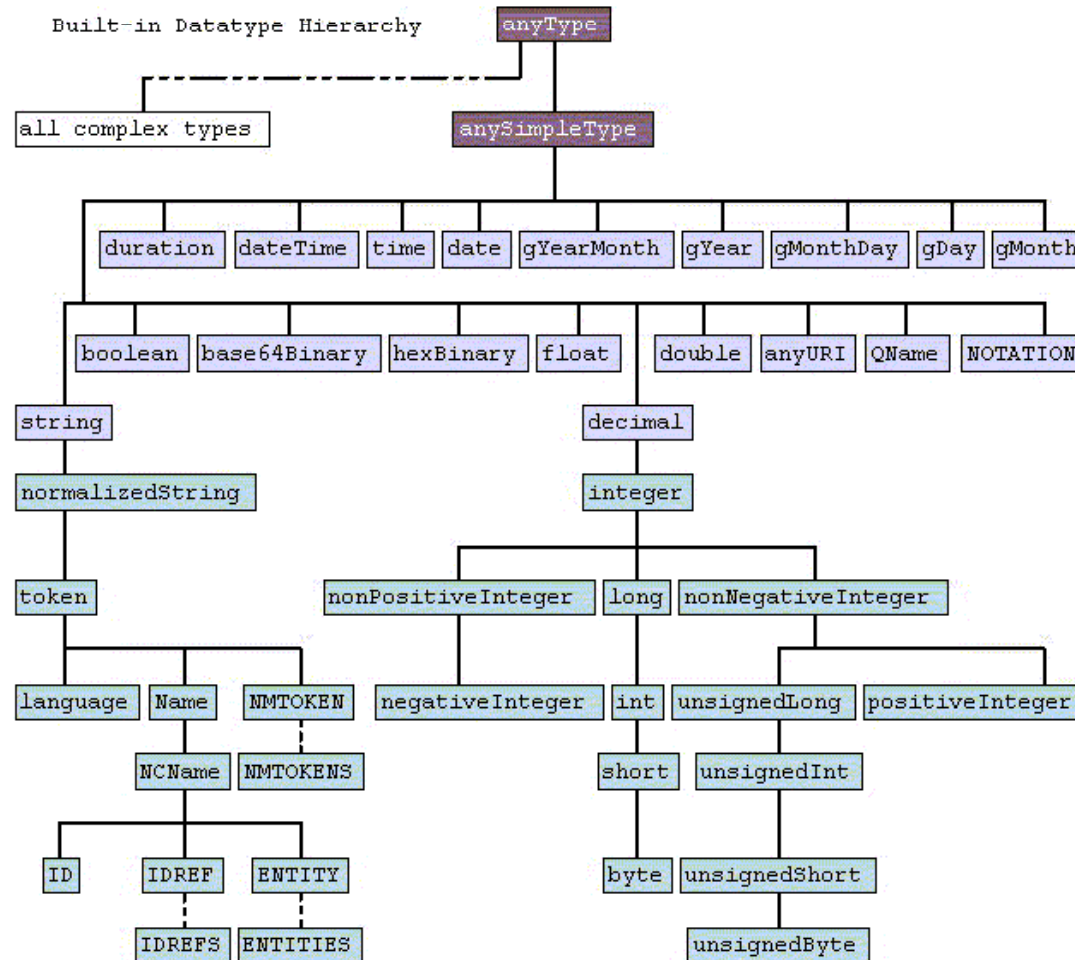 Built-in Datatype Hierarchy
anyType
all complex types
anySimpleType
duration dateTime time date gYearMonth gYear gMonthDay gDay gMonth
boolean base64Binary hexBinary float double anyURI QName NOTATION
string decimal
normalizedString integer
token nonPositiveInteger long nonNegativeInteger
language Name NMTOKEN negativeInteger int unsignedLong positiveInteger
NCName NMTOKENS short unsignedInt
ID IDREF ENTITY byte unsignedShort
IDREFS ENTITIES unsignedByte